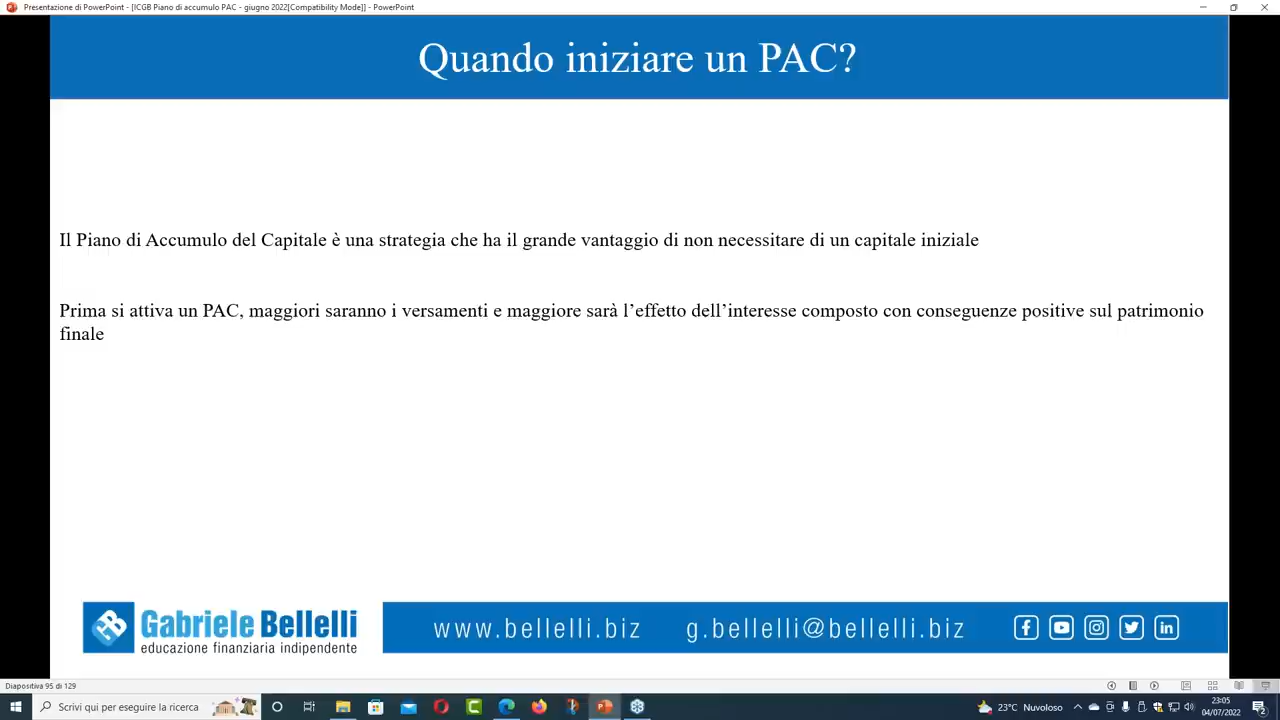 Presentazione di PowerPoint - [ICGB Piano di accumulo PAC - giugno 2022[Compatibility Mode]] - PowerPoint
Quando iniziare un PAC?
Il Piano di Accumulo del Capitale è una strategia che ha il grande vantaggio di non necessitare di un capitale iniziale
Prima si attiva un PAC, maggiori saranno i versamenti e maggiore sarà l’effetto dell’interesse composto con conseguenze positive sul patrimonio
finale
Gabriele Bellelli
educazione finanziaria indipendente
www.bellelli.biz g.bellelli@bellelli.biz
Diapositiva 95 di 129
Scrivi qui per eseguire la ricerca
23°C Nuvoloso
23:05
04/07/2022
2